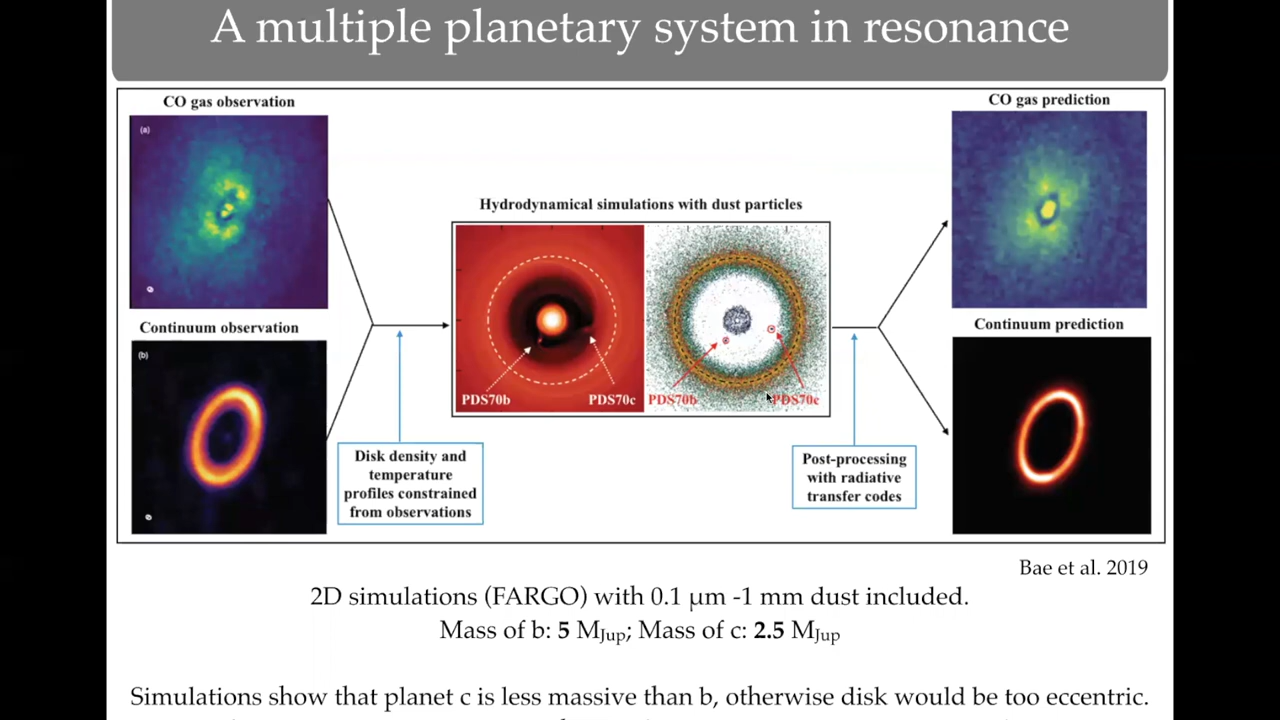 A multiple planetary system in resonance
CO gas observation
CO gas prediction
(a)
Hydrodynamical simulations with dust particles
Continuum observation
Continuum prediction
(b)
PDS70b
PDS70c
PDS70b
PDS70c
Disk density and
temperature
profiles constrained
from observations
Post-processing
with radiative
transfer codes
Bae et al. 2019
2D simulations (FARGO) with 0.1 µm -1 mm dust included.
Mass of b: 5 MJup; Mass of c: 2.5 MJup
Simulations show that planet c is less massive than b, otherwise disk would be too eccentric.